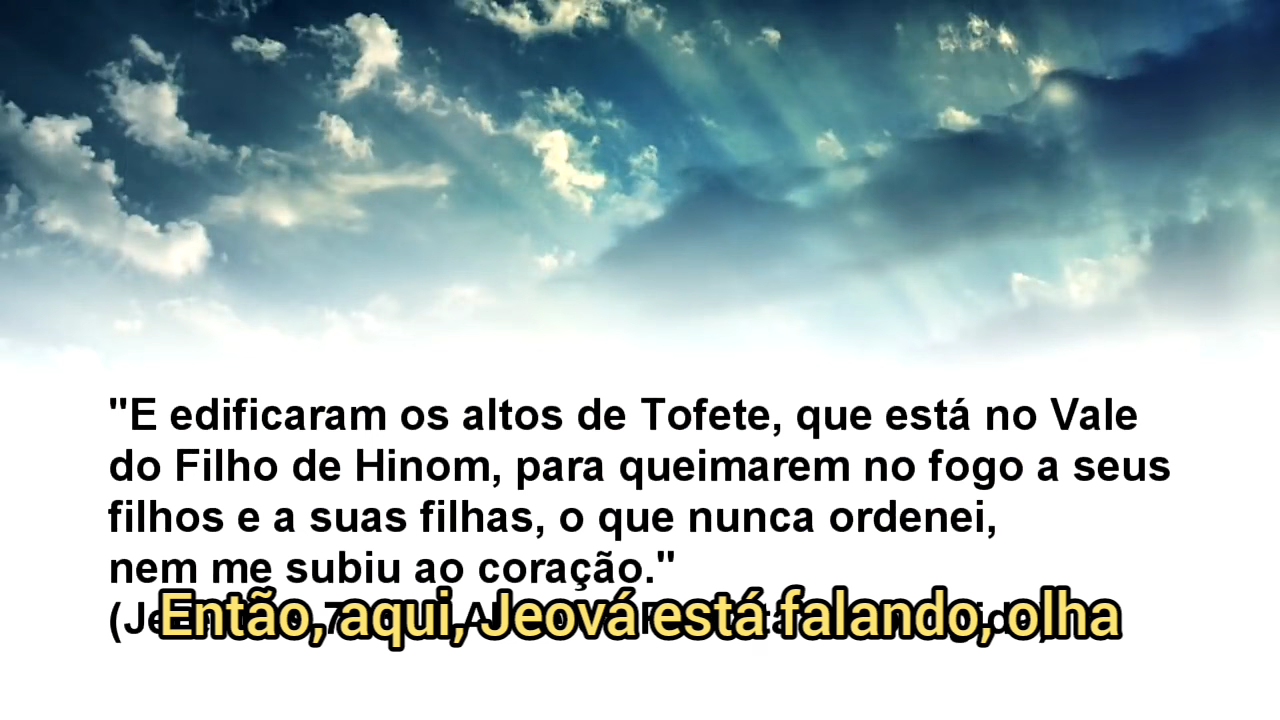 "E edificaram os altos de Tofete, que está no Vale
do Filho de Hinom, para queimarem no fogo a seus
filhos e a suas filhas, o que nunca ordenei,
nem me subiu ao coração."
Então, aqui, Jeová está falando, olha